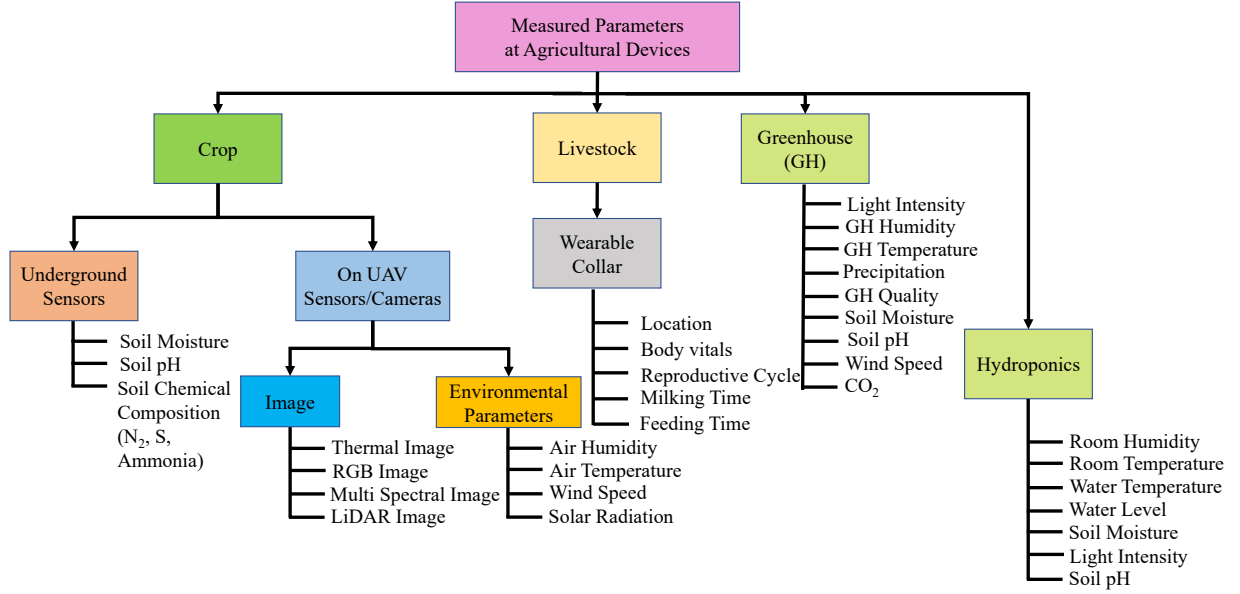 Measured Parameters
at Agricultural Devices
Crop
Livestock
Greenhouse
(GH)
Hydroponics
Underground
Sensors
On UAV
Sensors/Cameras
Wearable
Collar
Soil Moisture
Soil pH
Soil Chemical
Composition
(N₂, S,
Ammonia)
Image
Thermal Image
RGB Image
Multi Spectral Image
LiDAR Image
Environmental
Parameters
Air Humidity
Air Temperature
Wind Speed
Solar Radiation
Location
Body vitals
Reproductive Cycle
Milking Time
Feeding Time
Light Intensity
GH Humidity
GH Temperature
Precipitation
GH Quality
Soil Moisture
Soil pH
Wind Speed
CO₂
Room Humidity
Room Temperature
Water Temperature
Water Level
Soil Moisture
Light Intensity
Soil pH